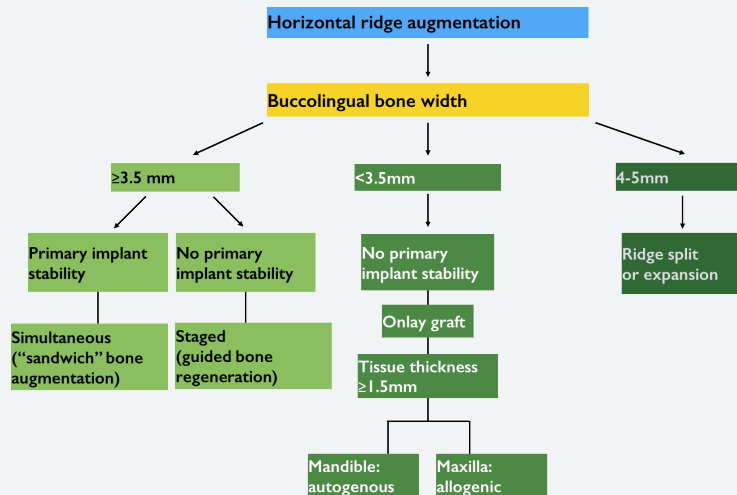 Horizontal ridge augmentation
Buccolingual bone width
≥3.5 mm
<3.5mm
4-5mm
Primary implant
stability
No primary
implant stability
No primary
implant stability
Ridge split
or expansion
Simultaneous
(“sandwich” bone
augmentation)
Staged
(guided bone
regeneration)
Onlay graft
Tissue thickness
≥1.5mm
Mandible:
autogenous
Maxilla:
allogenic